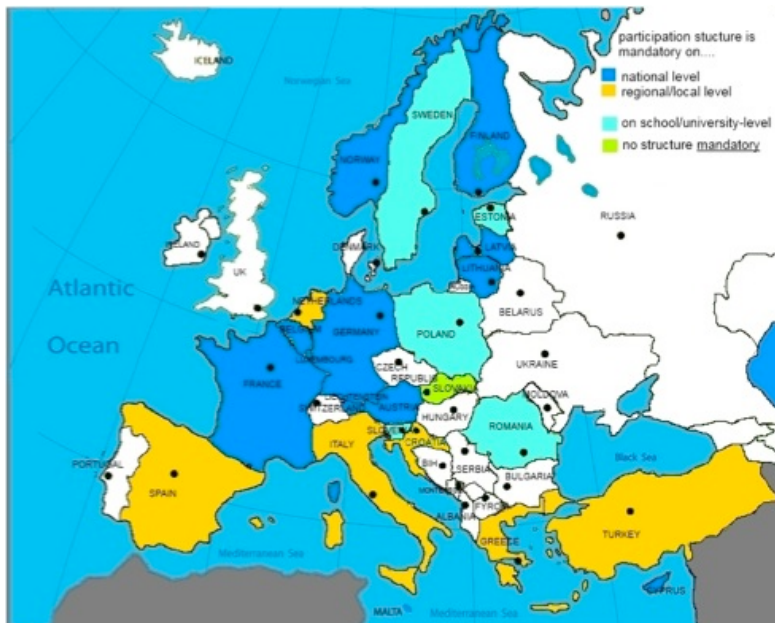 participation stucture is
mandatory on....
national level
regional/local level
on school/university-level
no structure mandatory
ICELAND
Norwegian Sea
SWEDEN
FINLAND
NORWAY
ESTONIA
RUSSIA
LATVIA
DENMARK
LITHUANIA
UK
Atlantic
Ocean
NETHERLANDS
BELARUS
BELGIUM
GERMANY
POLAND
LUXEMBOURG
CZECH
REPUBLIC
UKRAINE
FRANCE
MOLDOVA
AUSTRIA
SWITZERLAND
HUNGARY
ROMANIA
ITALY
CROATIA
BIH
SERBIA
Black Sea
PORTUGAL
SPAIN
BULGARIA
FYROM
ALBANIA
GREECE
TURKEY
Mediterranean Sea
CYPRUS
MALTA
Mediterranean Sea